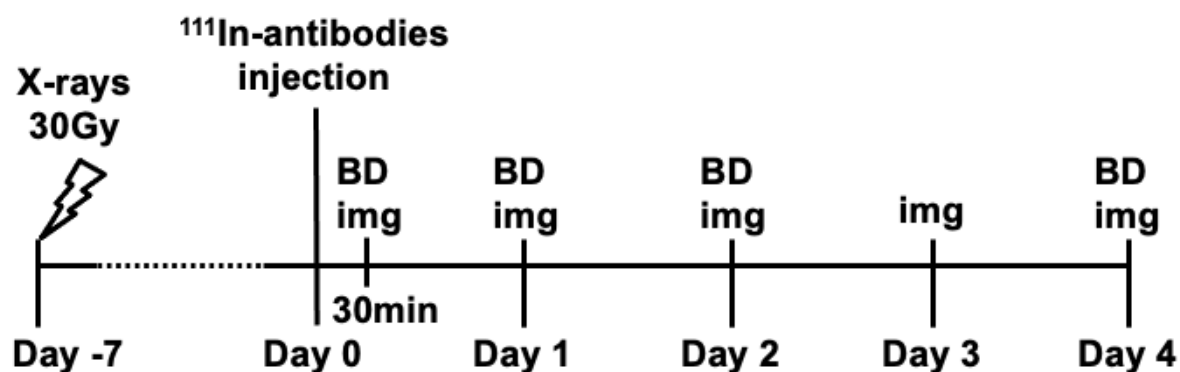 ¹¹¹In-antibodies
injection
X-rays
30Gy
BD
img
BD
img
BD
img
img
BD
img
30min
Day -7
Day 0
Day 1
Day 2
Day 3
Day 4